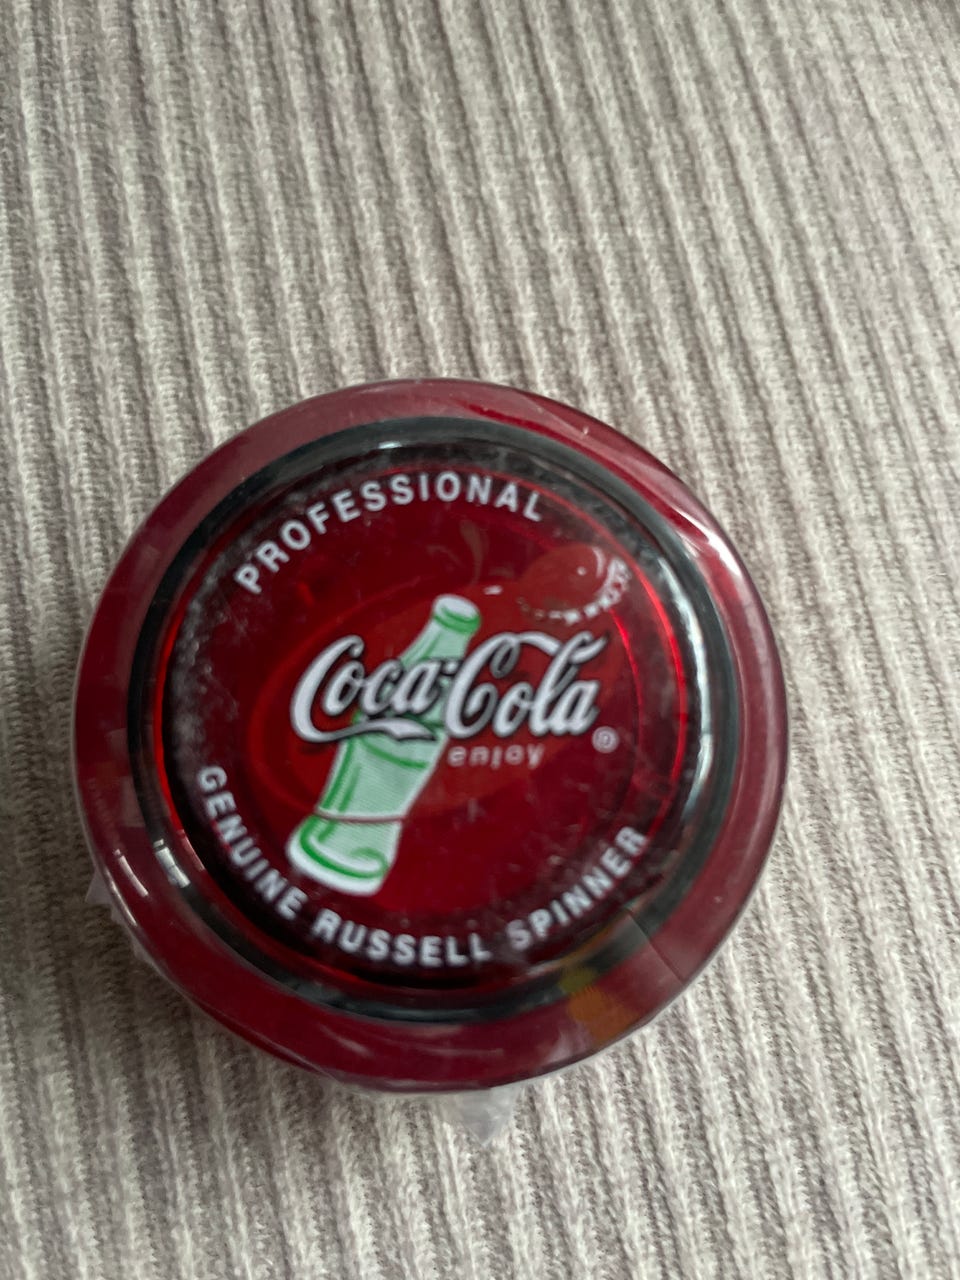 PROFESSIONAL
Coca-Cola®
enjoy
GENUINE RUSSELL SPINNER